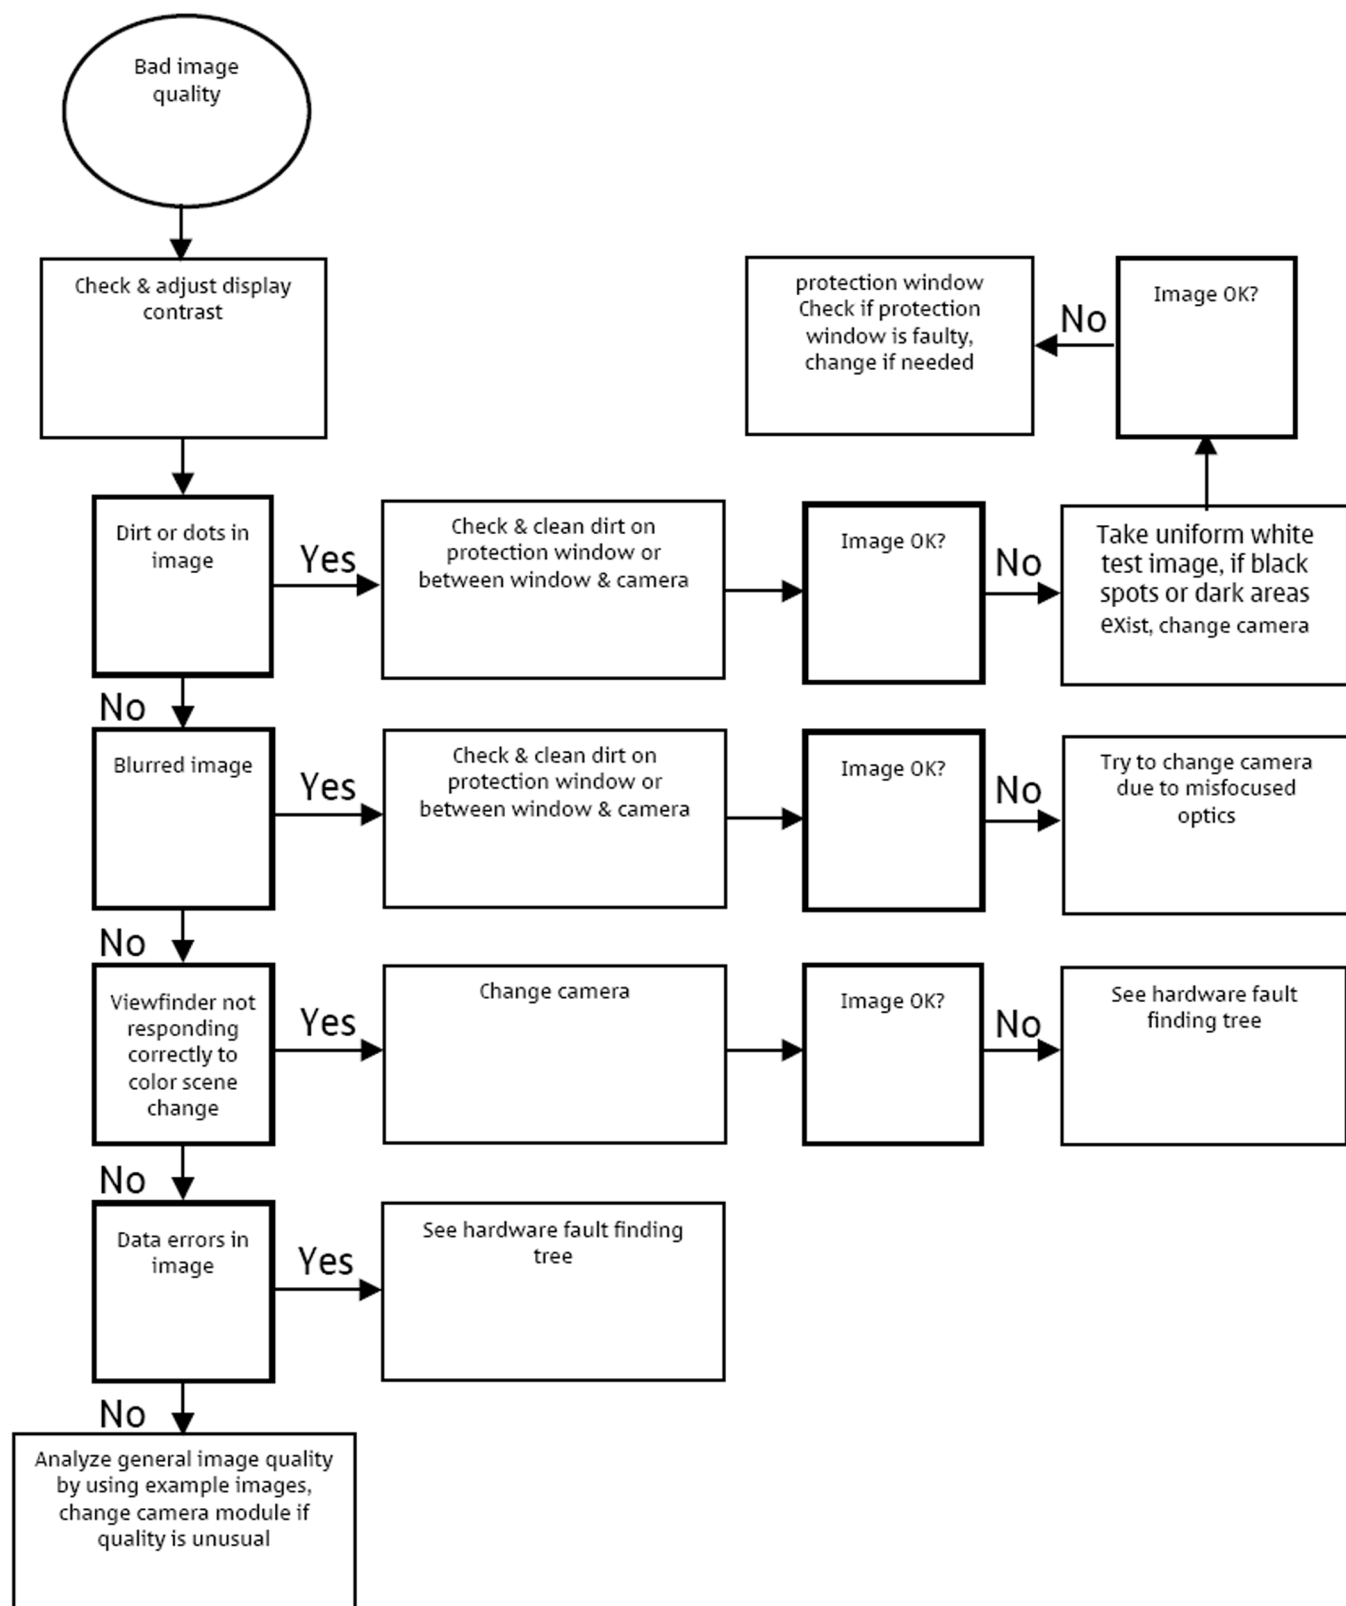 Bad image
quality
Check & adjust display
contrast
protection window
Check if protection
window is faulty,
change if needed
No
Image OK?
Dirt or dots in
image
Yes
Check & clean dirt on
protection window or
between window & camera
Image OK?
No
Take uniform white
test image, if black
spots or dark areas
exist, change camera
No
Blurred image
Yes
Check & clean dirt on
protection window or
between window & camera
Image OK?
No
Try to change camera
due to misfocused
optics
No
Viewfinder not
responding
correctly to
color scene
change
Yes
Change camera
Image OK?
No
See hardware fault
finding tree
No
Data errors in
image
Yes
See hardware fault finding
tree
No
Analyze general image quality
by using example images,
change camera module if
quality is unusual